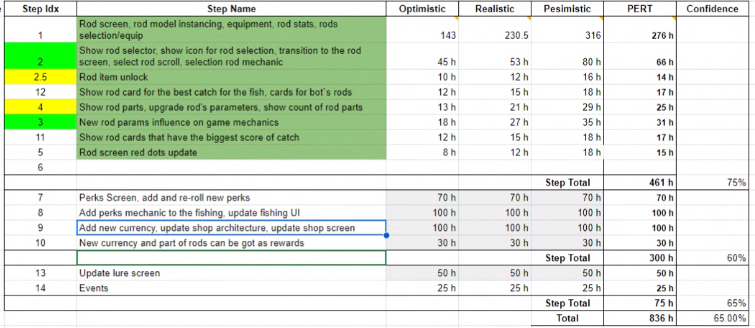 Step Idx Step Name Optimistic Realistic Pesimistic PERT Confidence
Rod screen, rod model instancing, equipment, rod stats, rods
1 selection/equip 143 230.5 316 276 h
Show rod selector, show icon for rod selection, transition to the rod
2 screen, select rod scroll, selection rod mechanic 45 h 53 h 80 h 66 h
2.5 Rod item unlock 10 h 12 h 16 h 14 h
12 Show rod card for the best catch for the fish, cards for bot`s rods 12 h 15 h 18 h 17 h
4 Show rod parts, upgrade rod's parameters, show count of rod parts 13 h 21 h 29 h 25 h
3 New rod params influence on game mechanics 18 h 27 h 35 h 31 h
11 Show rod cards that have the biggest score of catch 12 h 15 h 18 h 17 h
5 Rod screen red dots update 8 h 12 h 18 h 15 h
6
Step Total 461 h 75%
7 Perks Screen, add and re-roll new perks 70 h 70 h 70 h 70 h
8 Add perks mechanic to the fishing, update fishing UI 100 h 100 h 100 h 100 h
9 Add new currency, update shop architecture, update shop screen 100 h 100 h 100 h 100 h
10 New currency and part of rods can be got as rewards 30 h 30 h 30 h 30 h
Step Total 300 h 60%
13 Update lure screen 50 h 50 h 50 h 50 h
14 Events 25 h 25 h 25 h 25 h
Step Total 75 h 65%
Total 836 h 65.00%